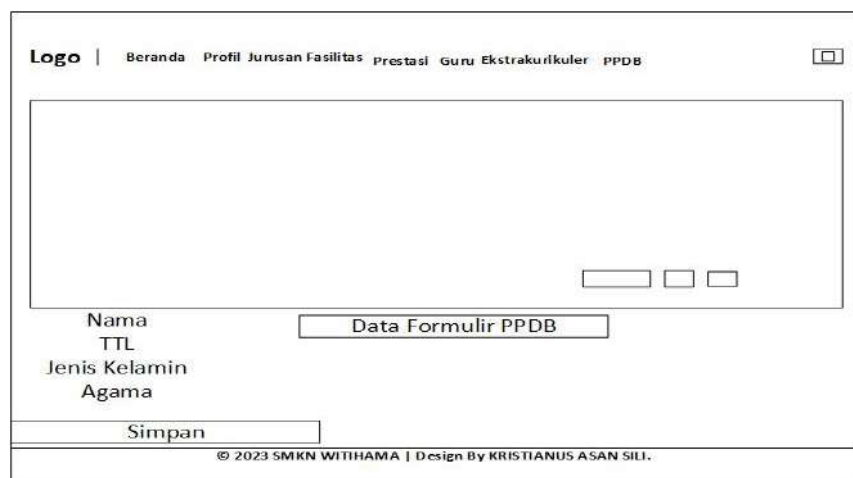 Logo | Beranda Profil Jurusan Fasilitas Prestasi Guru Ekstrakurikuler PPDB
Nama
Data Formulir PPDB
TTL
Jenis Kelamin
Agama
Simpan
© 2023 SMKN WITIHAMA | Design By KRISTIANUS ASAN SILI.